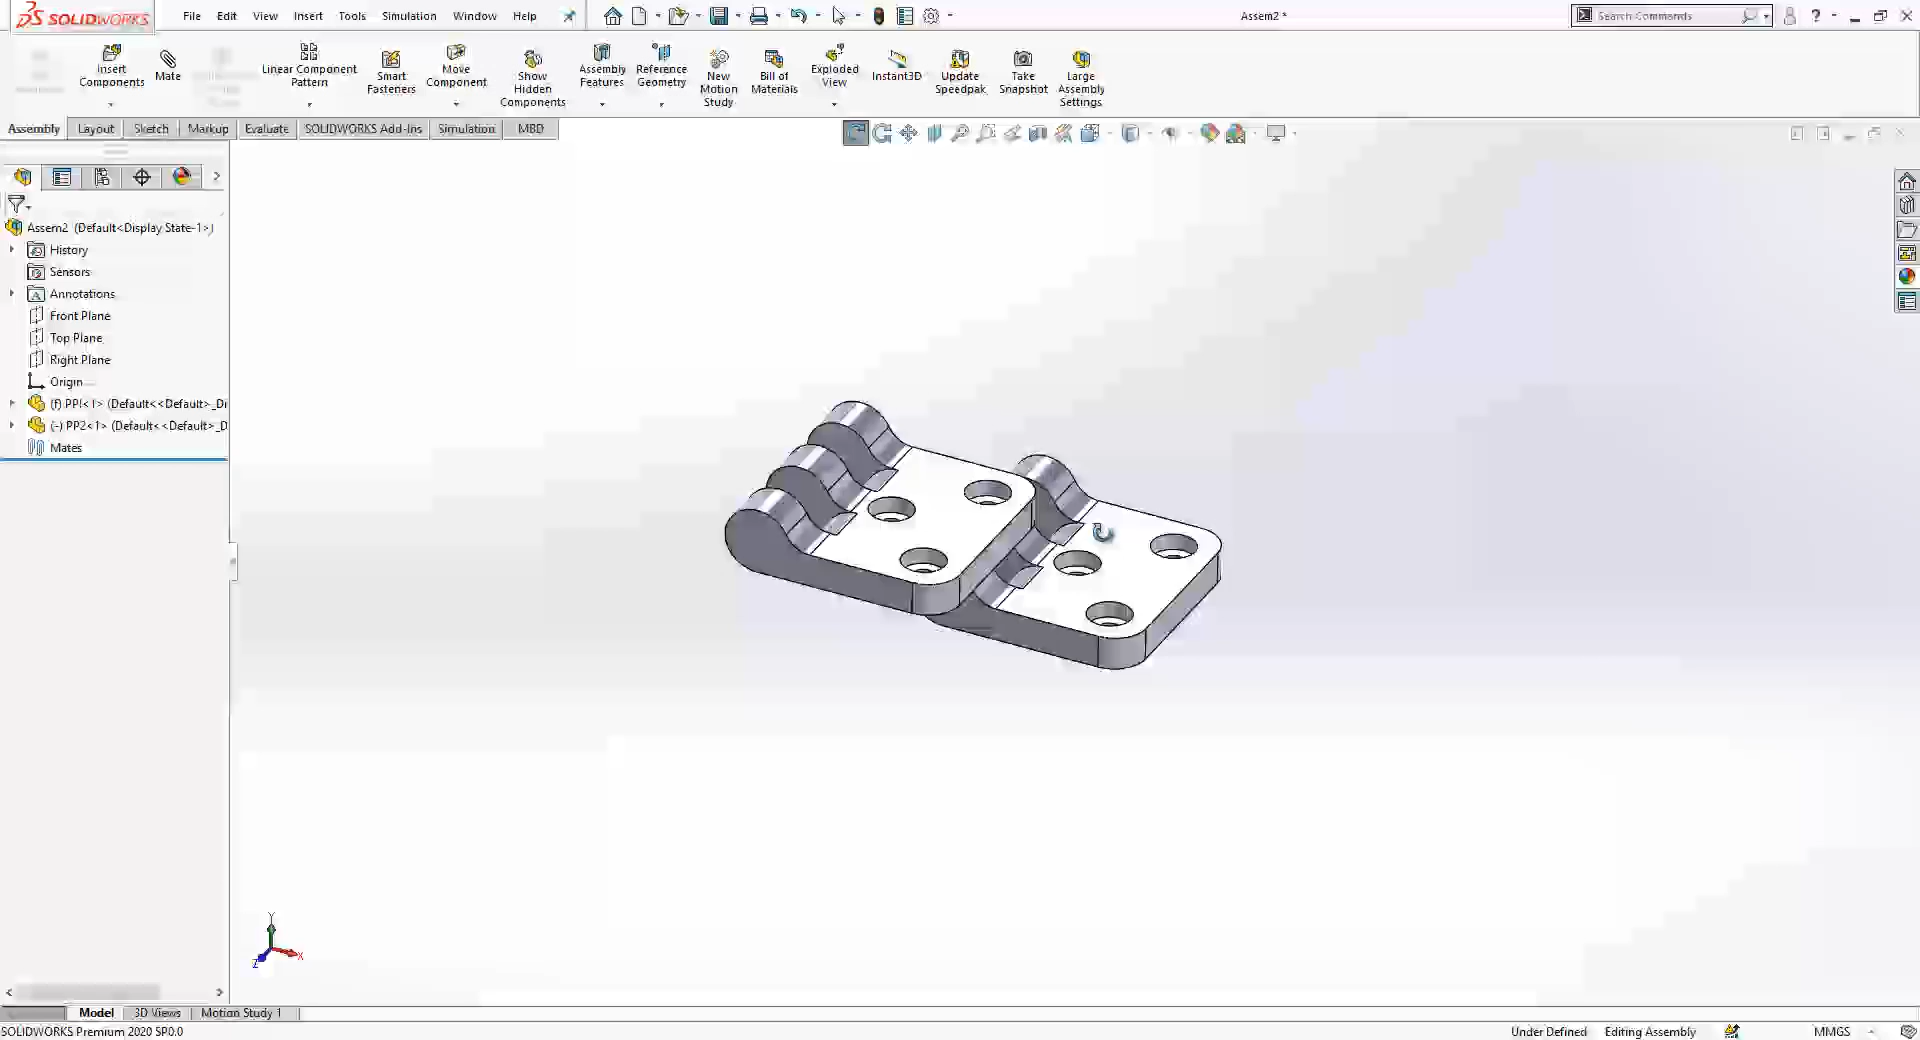 SOLIDWORKS
File Edit View Insert Tools Simulation Window Help
Assem2 *
Search Commands
Insert Components
Mate
Linear Component Pattern
Smart Fasteners
Move Component
Show Hidden Components
Assembly Features
Reference Geometry
New Motion Study
Bill of Materials
Exploded View
Instant3D
Update Speedpak
Take Snapshot
Large Assembly Settings
Assembly Layout Sketch Markup Evaluate SOLIDWORKS Add-Ins Simulation MBD
Assem2 (Default<Display State-1>)
History
Sensors
Annotations
Front Plane
Top Plane
Right Plane
Origin
(f) PP1<1> (Default<<Default>_Di
(-) PP2<1> (Default<<Default>_D
Mates
Y
X
Z
Model 3D Views Motion Study 1
SOLIDWORKS Premium 2020 SP0.0
Under Defined Editing Assembly MMGS